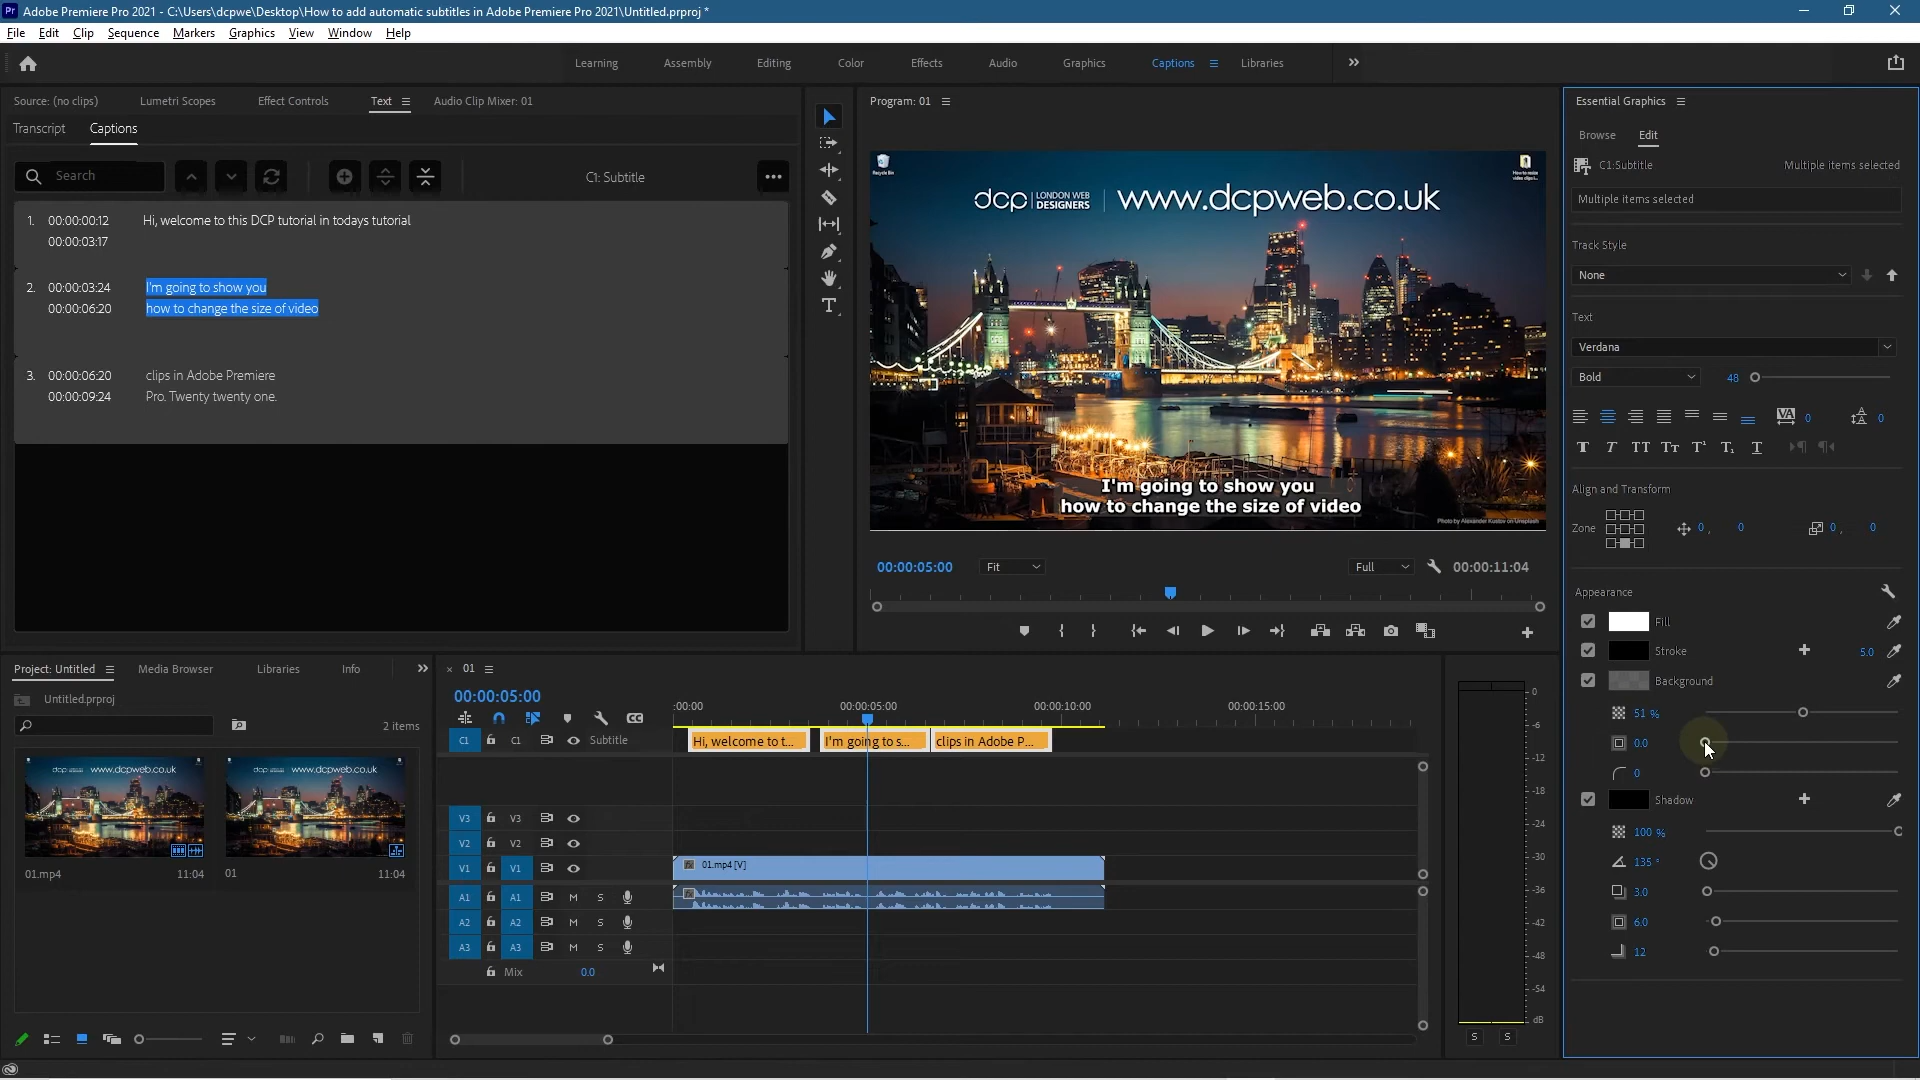 Adobe Premiere Pro 2021 - C:\Users\dcpwe\Desktop\How to add automatic subtitles in Adobe Premiere Pro 2021\Untitled.prproj *
File Edit Clip Sequence Markers Graphics View Window Help
Learning Assembly Editing Color Effects Audio Graphics Captions Libraries
Source: (no clips) Lumetri Scopes Effect Controls Text Audio Clip Mixer: 01
Transcript Captions
Search
C1: Subtitle
1. 00:00:00:12 Hi, welcome to this DCP tutorial in todays tutorial
00:00:03:17
2. 00:00:03:24 I'm going to show you
00:00:06:20 how to change the size of video
3. 00:00:06:20 clips in Adobe Premiere
00:00:09:24 Pro. Twenty twenty one.
Program: 01
Recycle Bin
dcp LONDON WEB DESIGNERS www.dcpweb.co.uk
I'm going to show you
how to change the size of video
Photo by Alexander Kustov on Unsplash
00:00:05:00 Fit Full 00:00:11:04
Essential Graphics
Browse Edit
C1:Subtitle Multiple items selected
Multiple items selected
Track Style
None
Text
Verdana
Bold 48
0 0
Align and Transform
Zone 0 , 0 0 , 0
Appearance
Fill
Stroke 5.0
Background
51 %
0.0
0
Shadow
100 %
135 °
3.0
6.0
12
Project: Untitled Media Browser Libraries Info
Untitled.prproj
2 items
01.mp4 11:04 01 11:04
01
00:00:05:00
:00:00 00:00:05:00 00:00:10:00 00:00:15:00
C1 C1 Subtitle Hi, welcome to t... I'm going to s... clips in Adobe P...
V3 V3
V2 V2
V1 V1 01.mp4 [V]
A1 A1 M S
A2 A2 M S
A3 A3 M S
Mix 0.0
0
-6
-12
-18
-24
-30
-36
-42
-48
-54
dB
S S